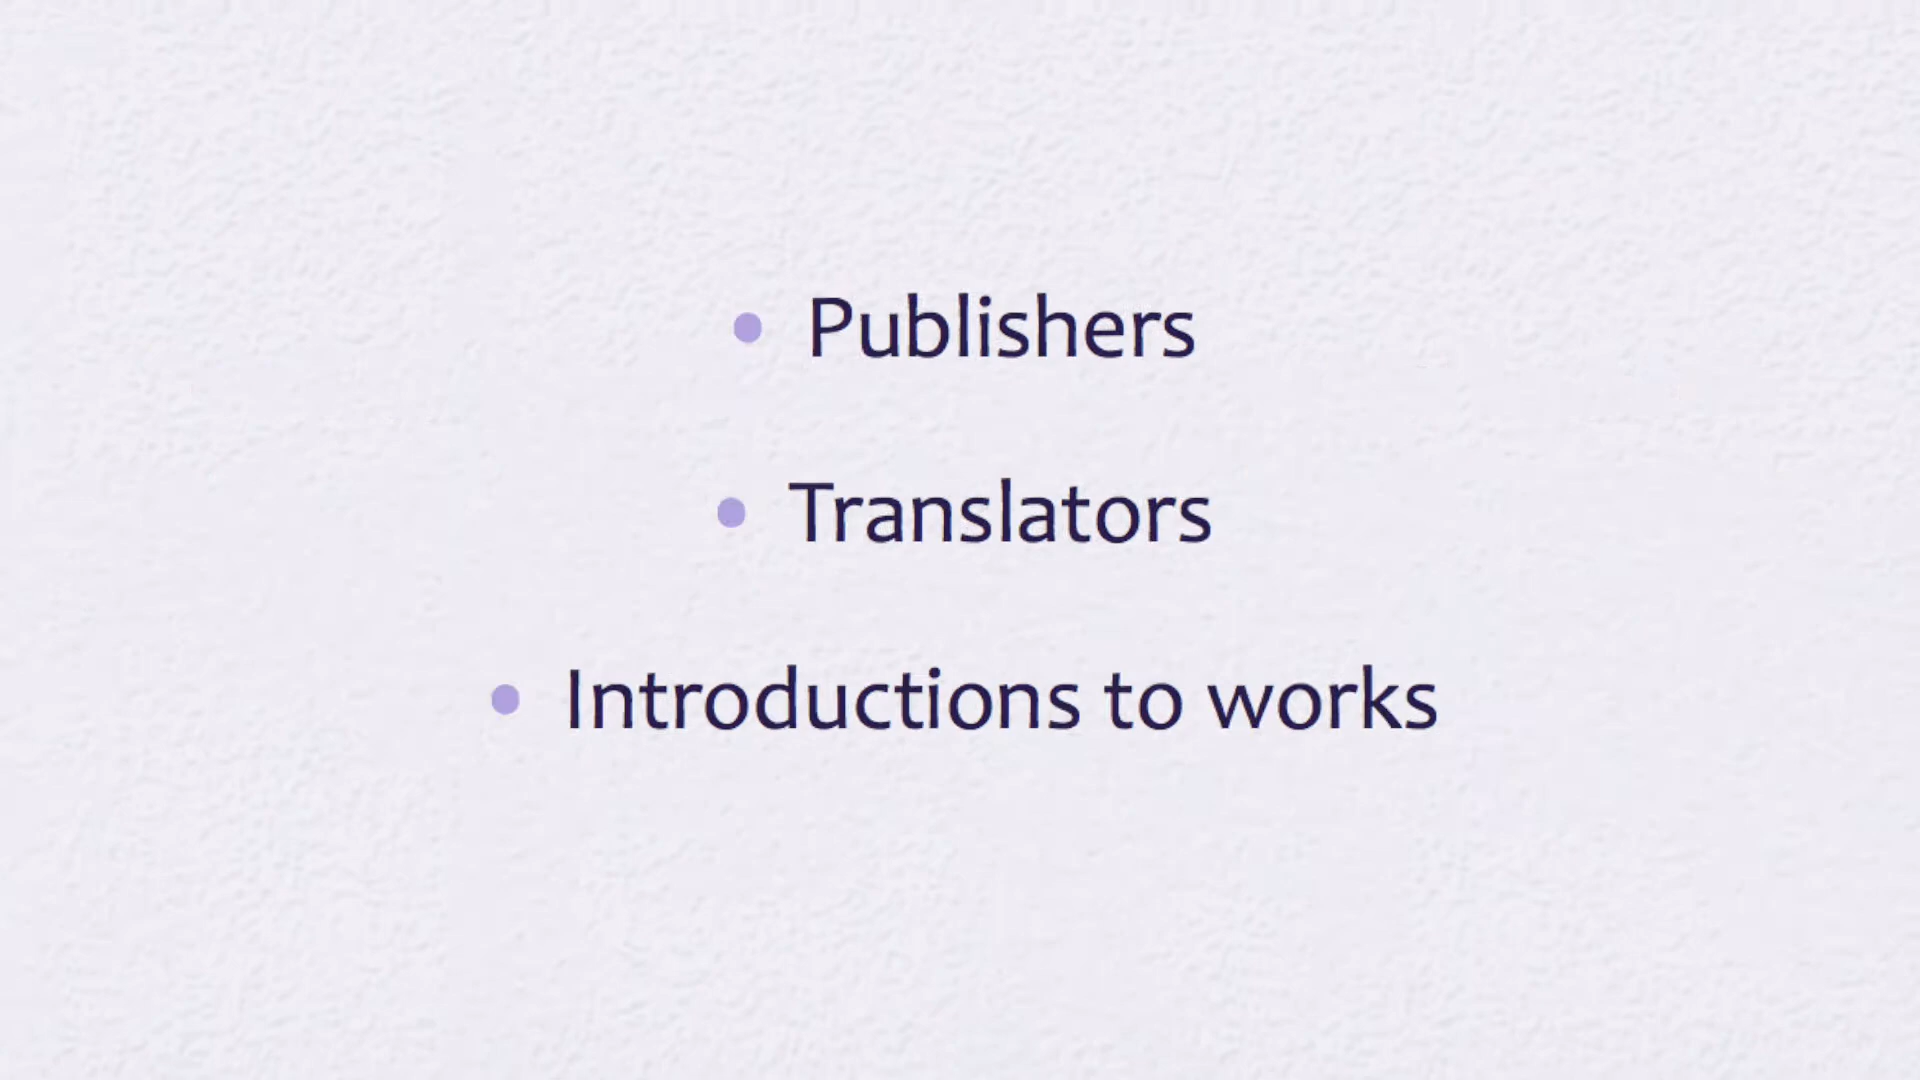 • Publishers
• Translators
• Introductions to works